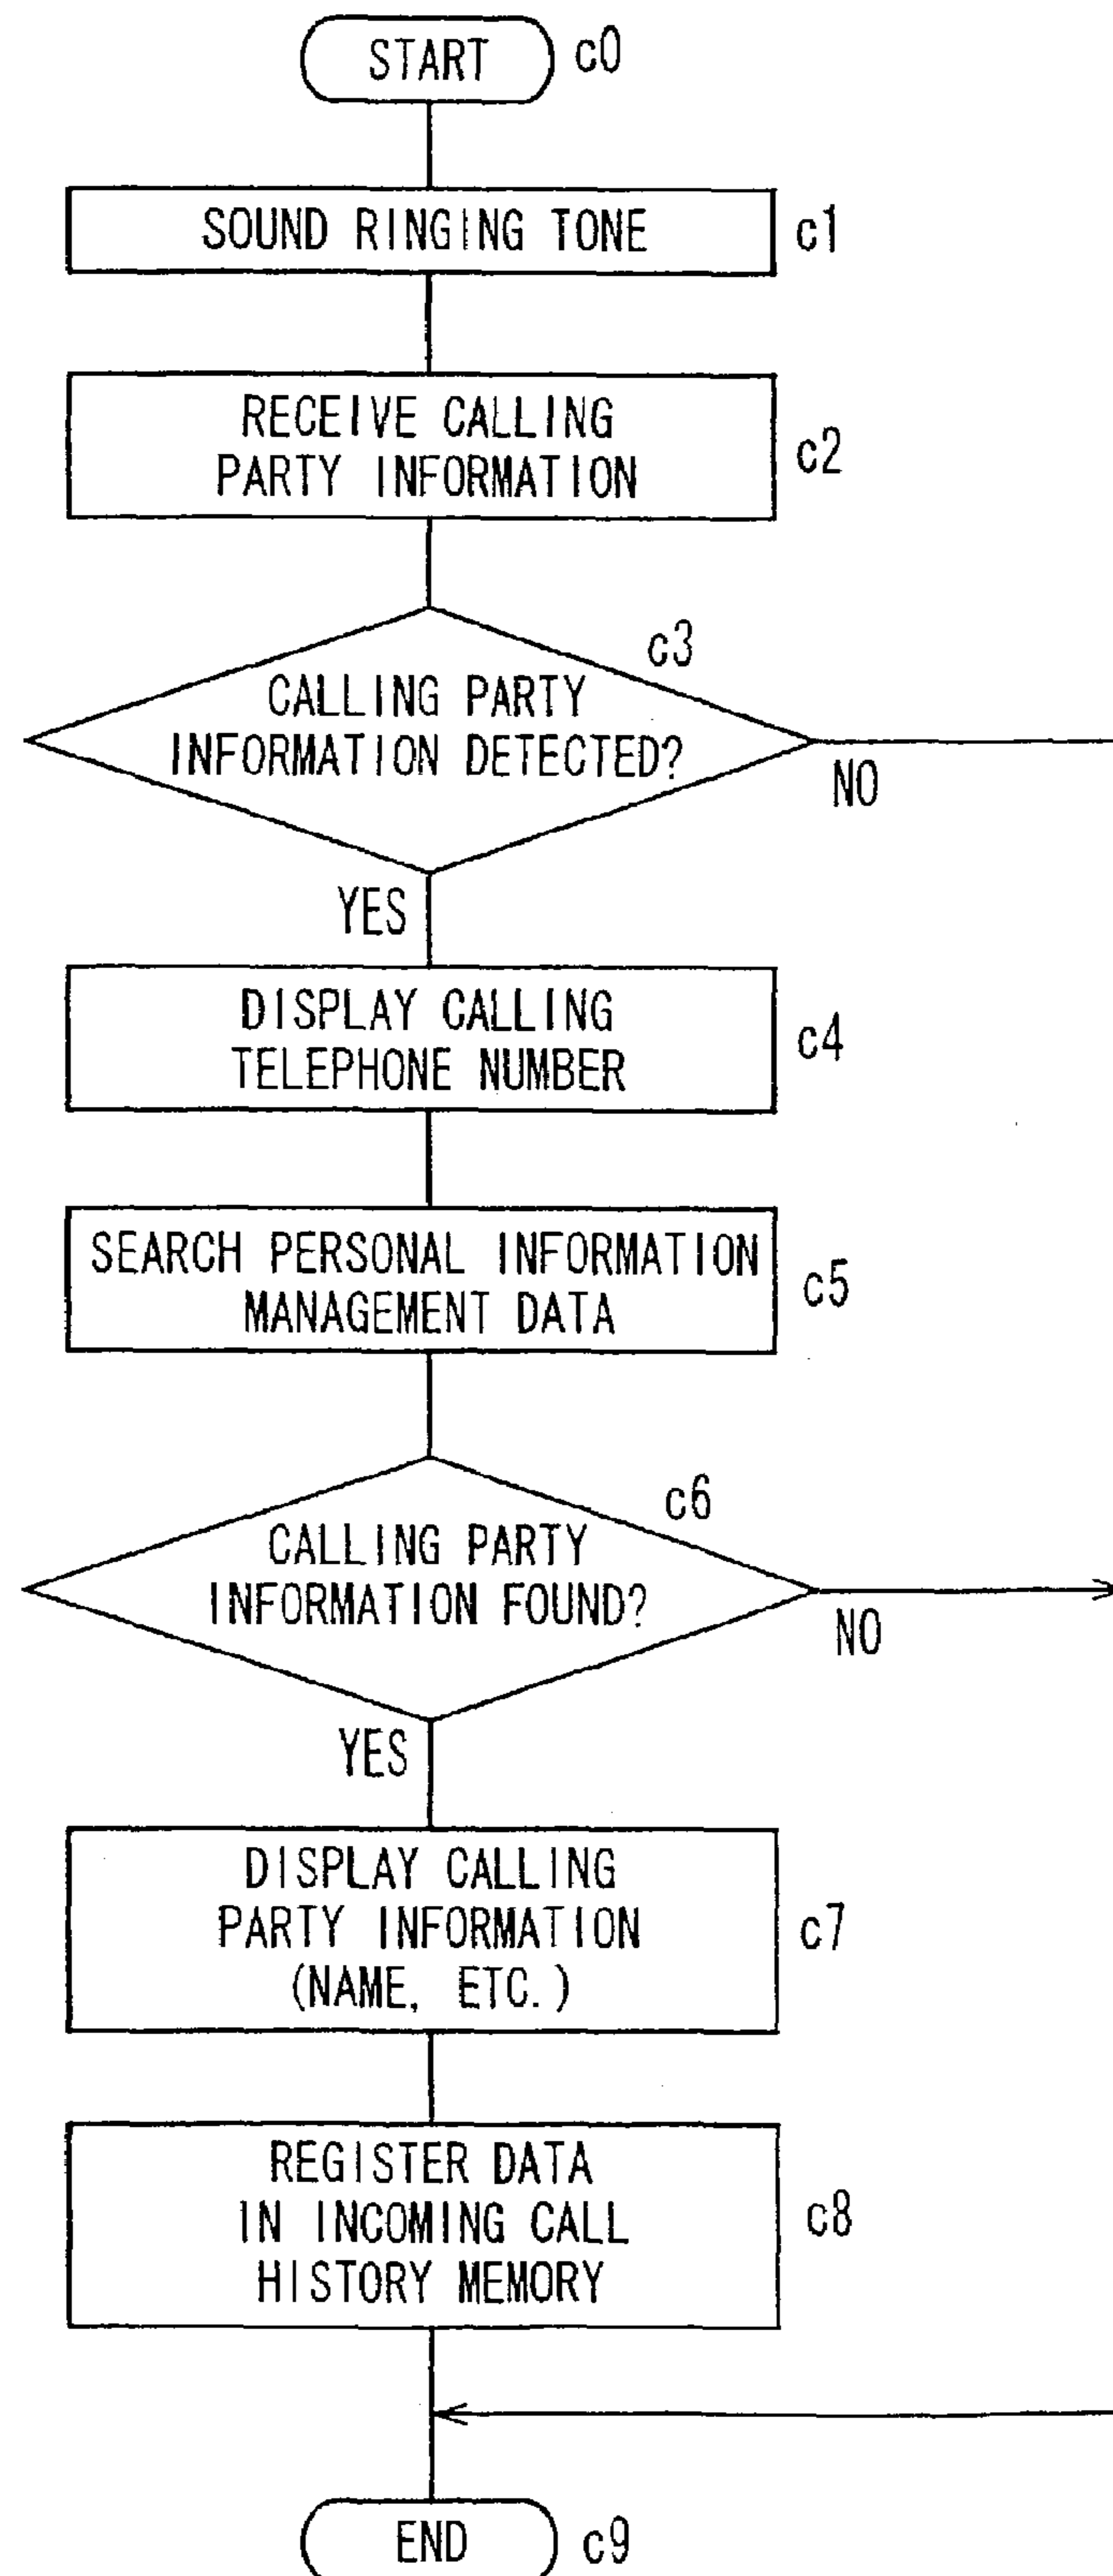 START c0
SOUND RINGING TONE c1
RECEIVE CALLING
PARTY INFORMATION
c2
c3
CALLING PARTY
INFORMATION DETECTED?
NO
YES
DISPLAY CALLING
TELEPHONE NUMBER
c4
SEARCH PERSONAL INFORMATION
MANAGEMENT DATA
c5
c6
CALLING PARTY
INFORMATION FOUND?
NO
YES
DISPLAY CALLING
PARTY INFORMATION
(NAME, ETC.)
c7
REGISTER DATA
IN INCOMING CALL
HISTORY MEMORY
c8
END c9